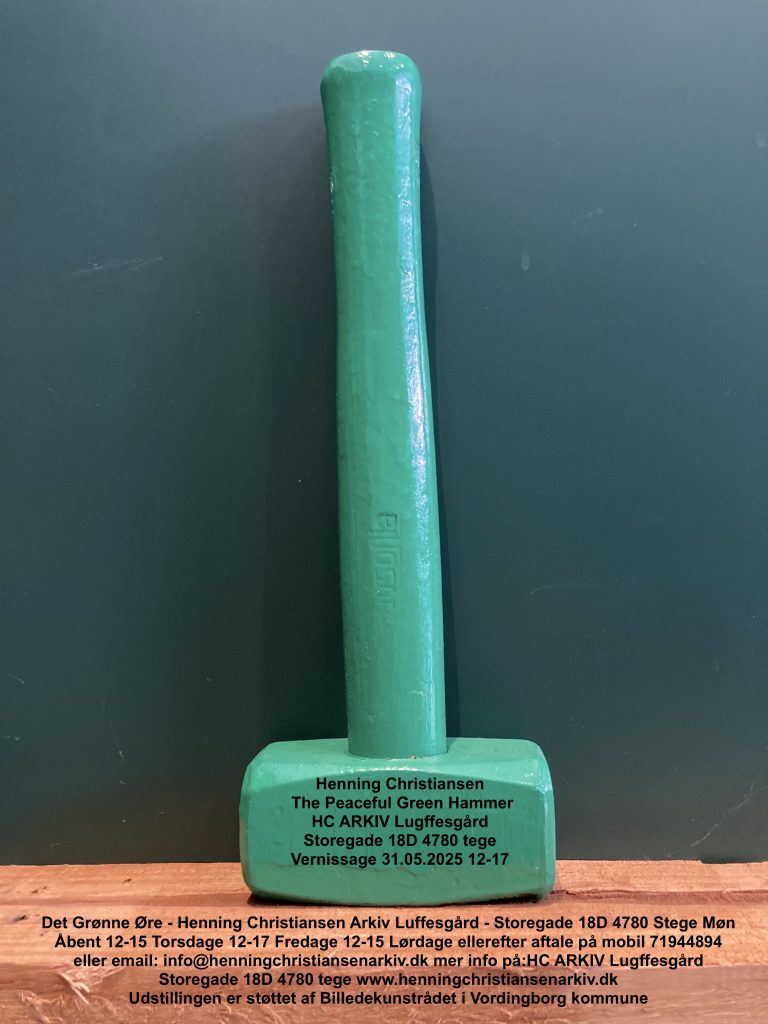 Henning Christiansen
The Peaceful Green Hammer
HC ARKIV Lugffesgård
Storegade 18D 4780 tege
Vernissage 31.05.2025 12-17
Det Grønne Øre - Henning Christiansen Arkiv Luffesgård - Storegade 18D 4780 Stege Møn
Åbent 12-15 Torsdage 12-17 Fredage 12-15 Lørdage ellerefter aftale på mobil 71944894
eller email: info@henningchristiansenarkiv.dk mer info på:HC ARKIV Lugffesgård
Storegade 18D 4780 tege www.henningchristiansenarkiv.dk
Udstillingen er støttet af Billedekunstrådet i Vordingborg kommune